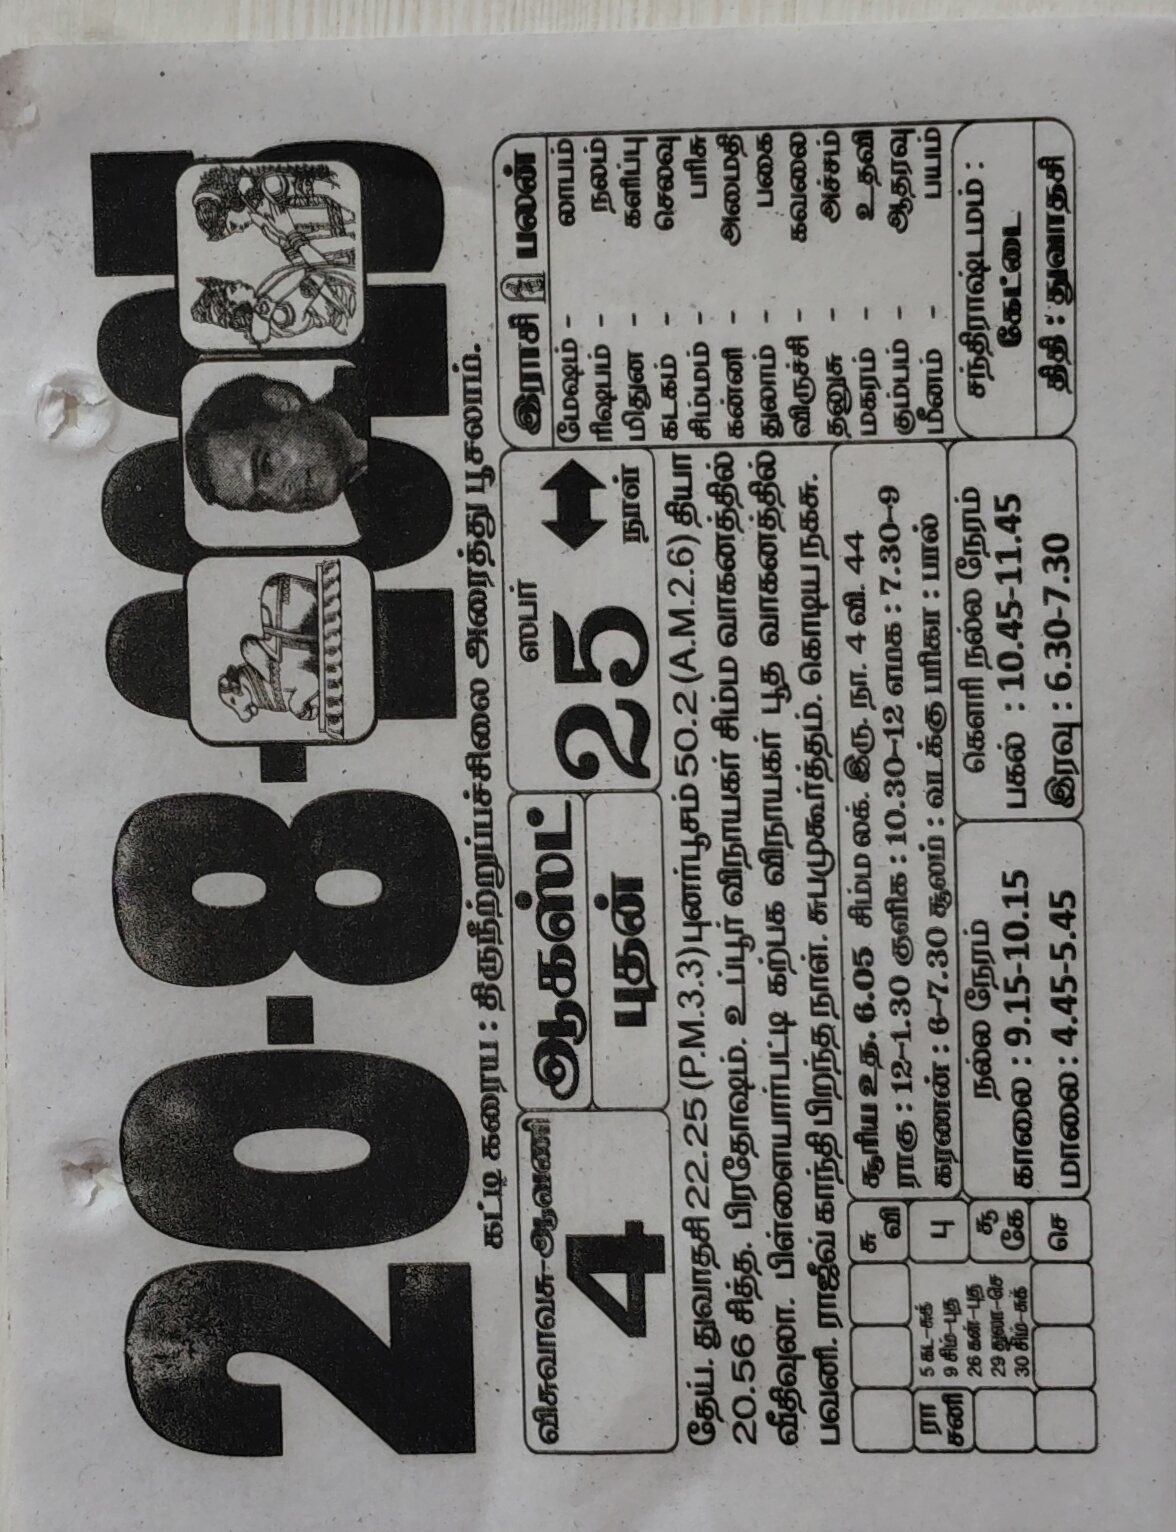 20-8-2025
கட்டி கரைய : திருநீற்றுப்பச்சிலை அரைத்து பூசலாம்.
விசுவாவசு-ஆவணி
4
ஆகஸ்ட்
புதன்
ஸபர்
25
நாள்
இராசி பலன்
மேஷம் - லாபம்
ரிஷபம் - நலம்
மிதுன - களிப்பு
கடகம் - செலவு
சிம்மம் - பரிசு
கன்னி - அமைதி
துலாம் - பகை
விருச்சி - கவலை
தனுசு - அச்சம்
மகரம் - உதவி
கும்பம் - ஆதரவு
மீனம் - பயம்
சந்திராஷ்டமம் :
கேட்டை
திதி : துவாதசி
தேய். துவாதசி 22.25 (P.M.3.3) புனர்பூசம் 50.2 (A.M.2.6) தியா
20.56 சித்த. பிரதோஷம். உப்பூர் விநாயகர் சிம்ம வாகனத்தில்
வீதிவுலா. பிள்ளையார்பட்டி கற்பக விநாயகர் பூத வாகனத்தில்
பவனி. ராஜீவ் காந்தி பிறந்த நாள். சுபமுகூர்த்தம். கொடிய நகசு.
சூரிய உத. 6.05 சிம்ம லக். இரு. நா. 4 வி. 44
ராகு : 12-1.30 குளிக : 10.30-12 எமக : 7.30-9
கரணன் : 6-7.30 சூலம் : வடக்கு பரிகா : பால்
நல்ல நேரம்
காலை : 9.15-10.15
மாலை : 4.45-5.45
கெளரி நல்ல நேரம்
பகல் : 10.45-11.45
இரவு : 6.30-7.30
சு
வி
பு
சூ
கே
செ
ரா
சனி
5 கட-சுக்
9 சிம்-புத
26 கன்-புத
29 துலா-செ
30 சிம்-சுக்